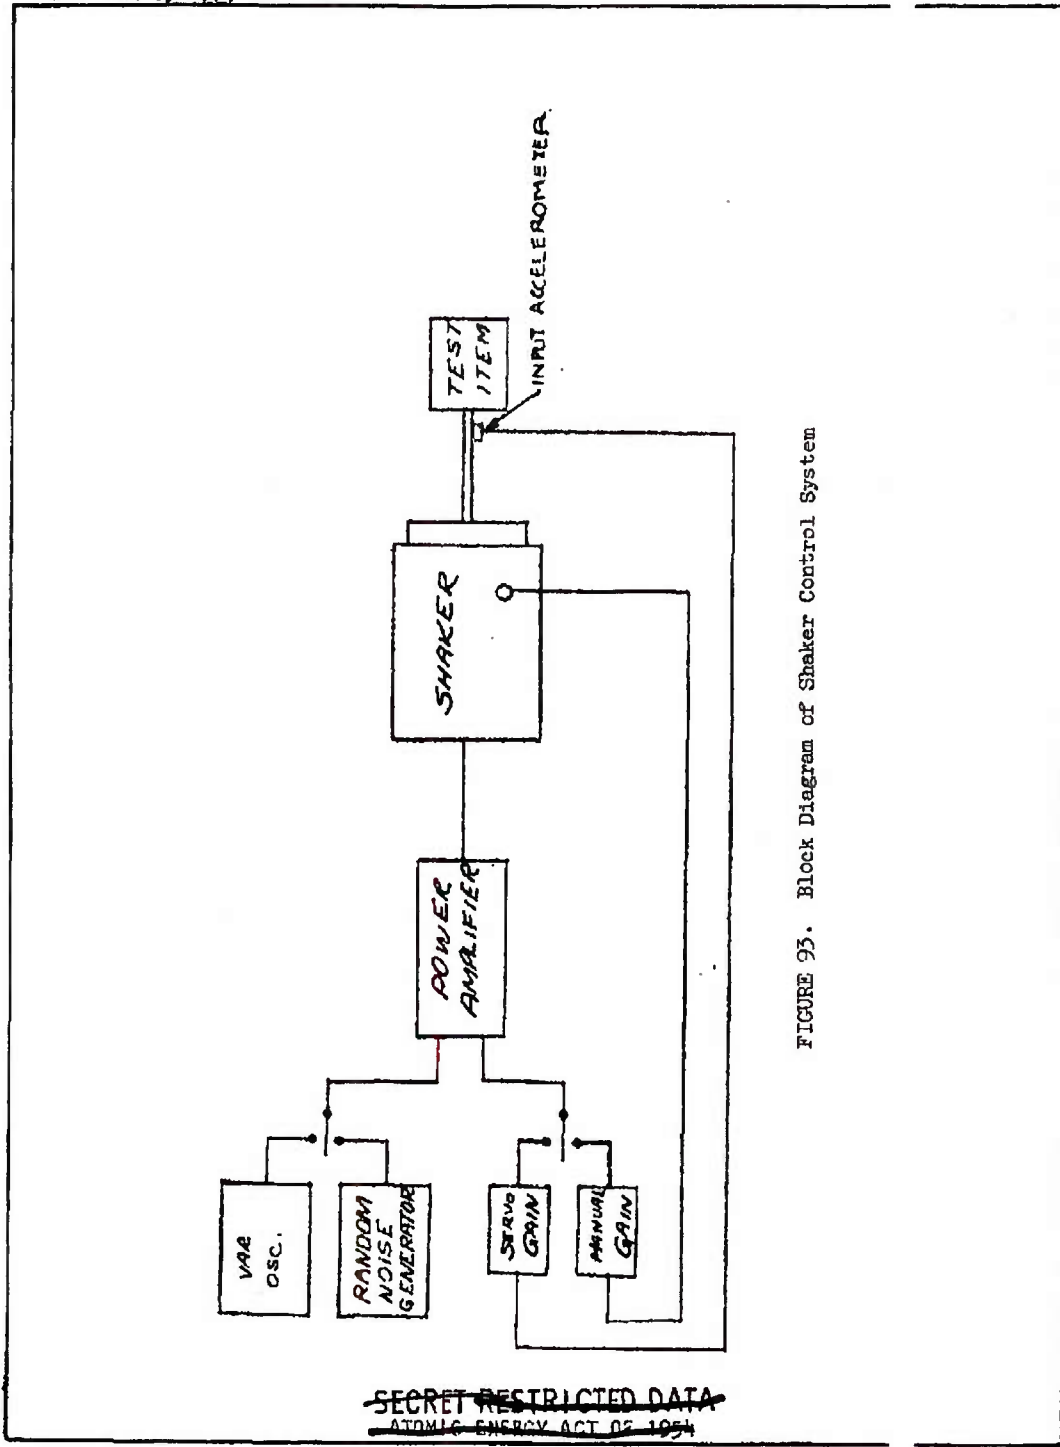 VAR
OSC.
RANDOM
NOISE
GENERATOR
SERVO
GAIN
MANUAL
GAIN
POWER
AMPLIFIER
SHAKER
TEST
ITEM
INPUT ACCELEROMETER
FIGURE 93. Block Diagram of Shaker Control System
SECRET RESTRICTED DATA
ATOMIC ENERGY ACT OF 1954